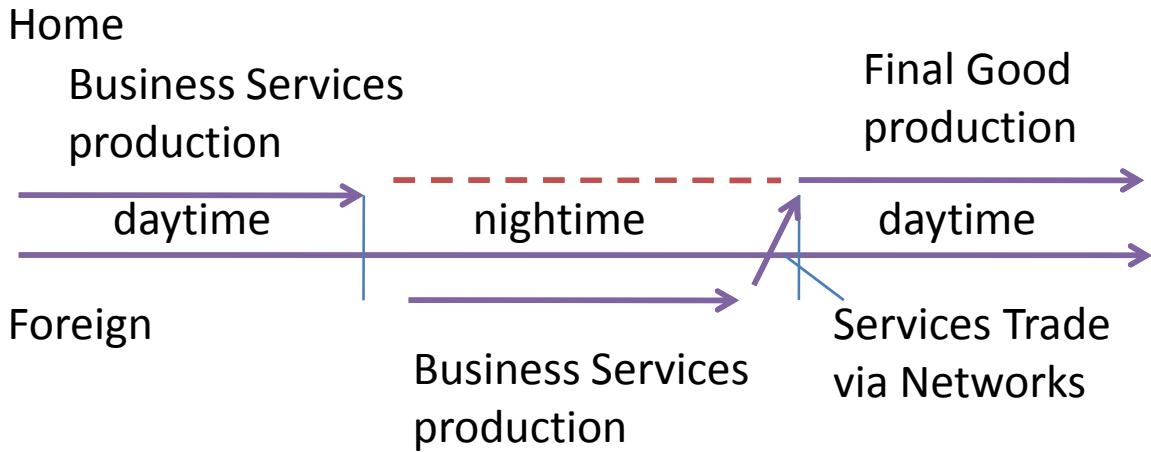 Home
Business Services
production
Final Good
production
daytime
nightime
daytime
Foreign
Business Services
production
Services Trade
via Networks